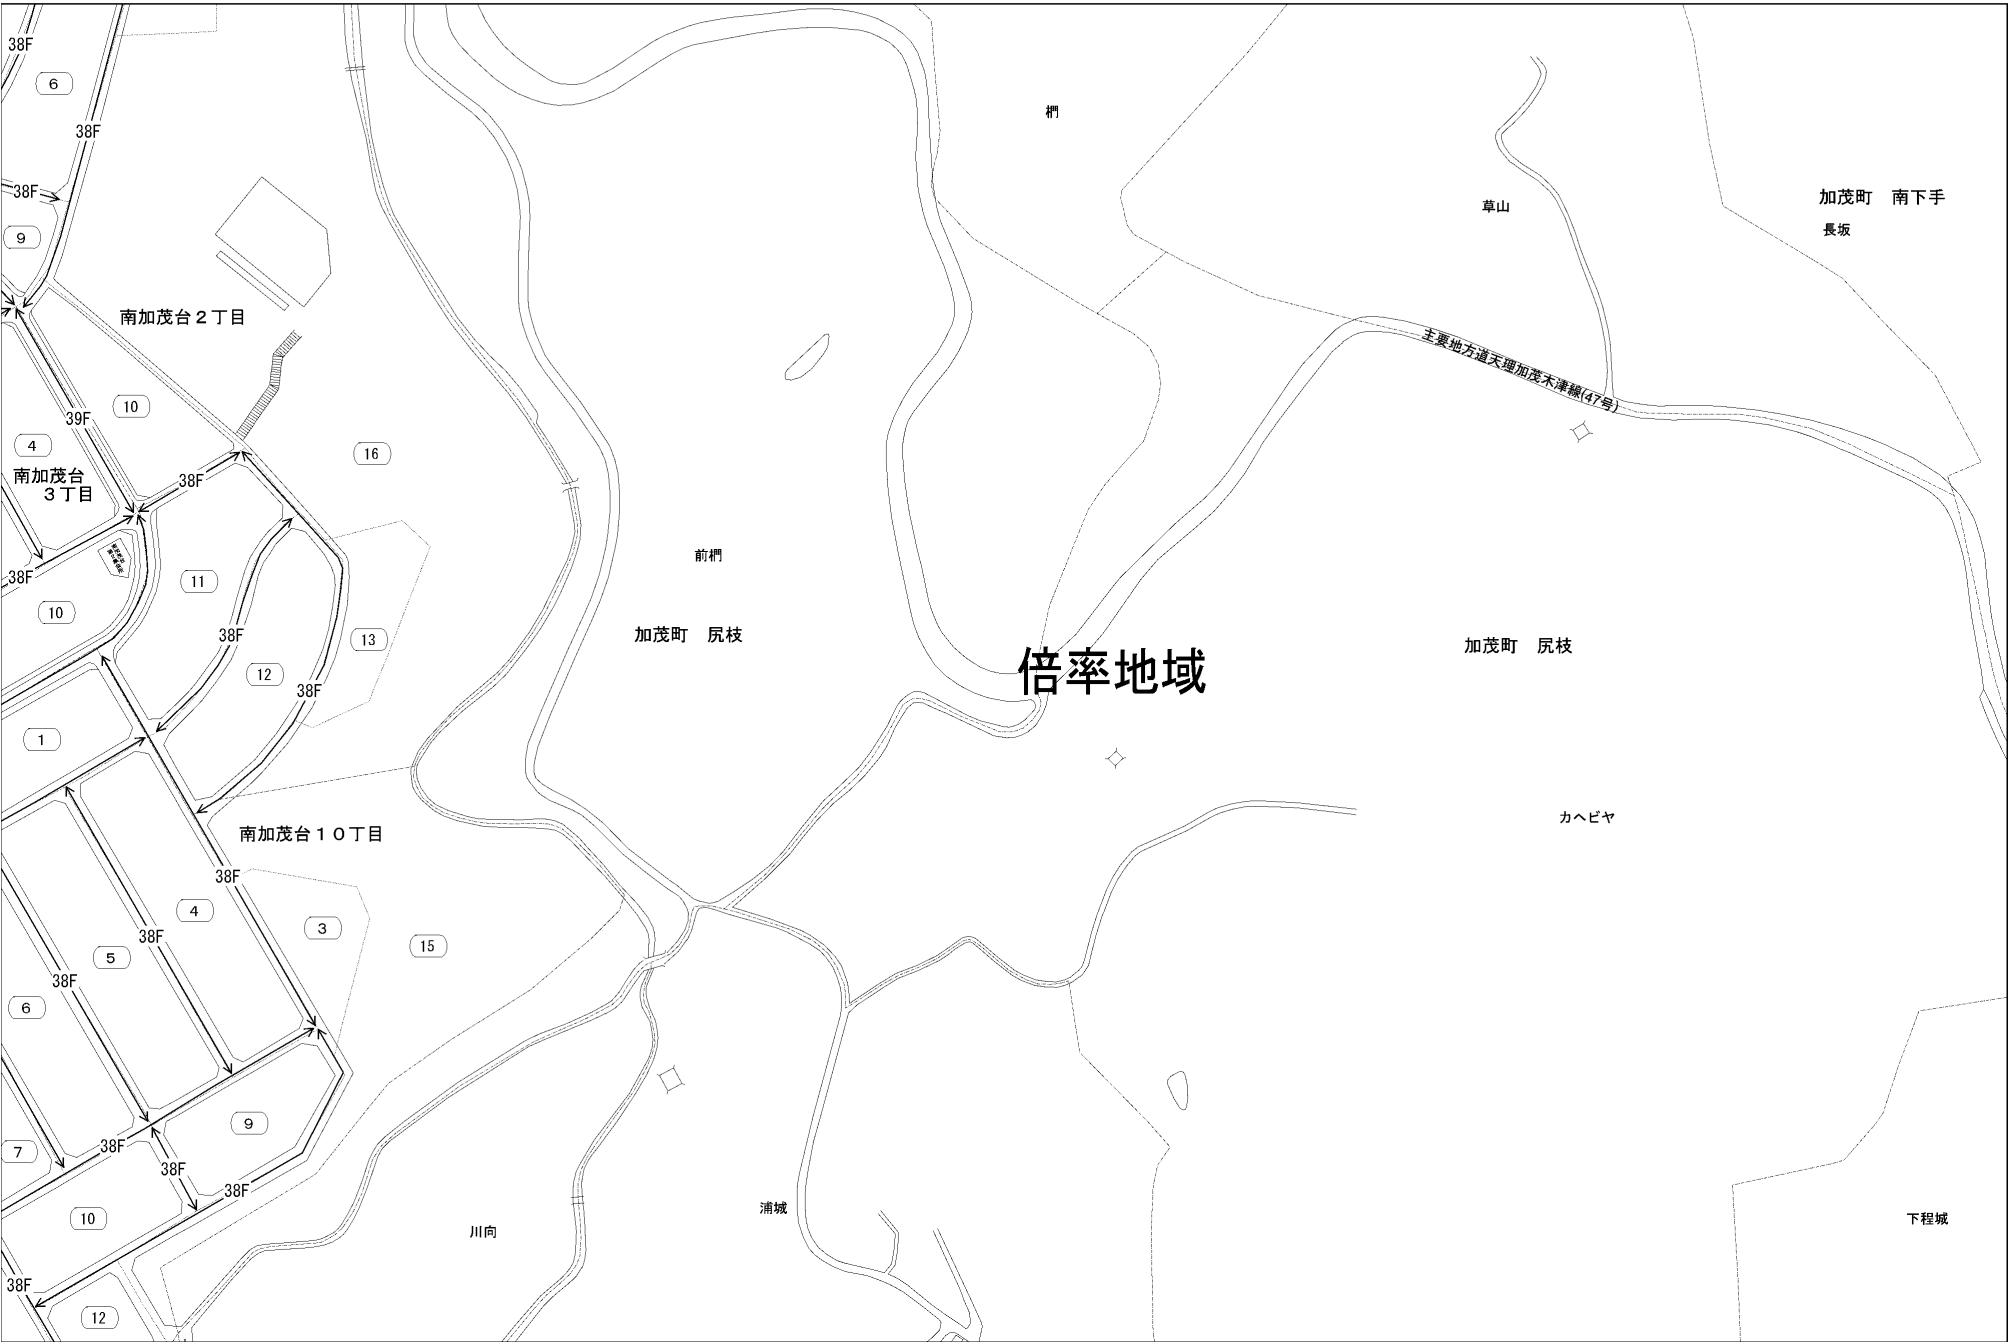 38F
6
38F
38F
9
椚
草山
加茂町　南下手
長坂
南加茂台２丁目
主要地方道天理加茂木津線(47号)
10
39F
4
16
南加茂台
３丁目
38F
前椚
38F
11
10
38F
13
加茂町　尻枝
加茂町　尻枝
倍率地域
12
38F
1
カヘビヤ
南加茂台１０丁目
38F
4
3
15
38F
5
38F
6
9
7
38F
38F
38F
10
浦城
川向
下程城
38F
12